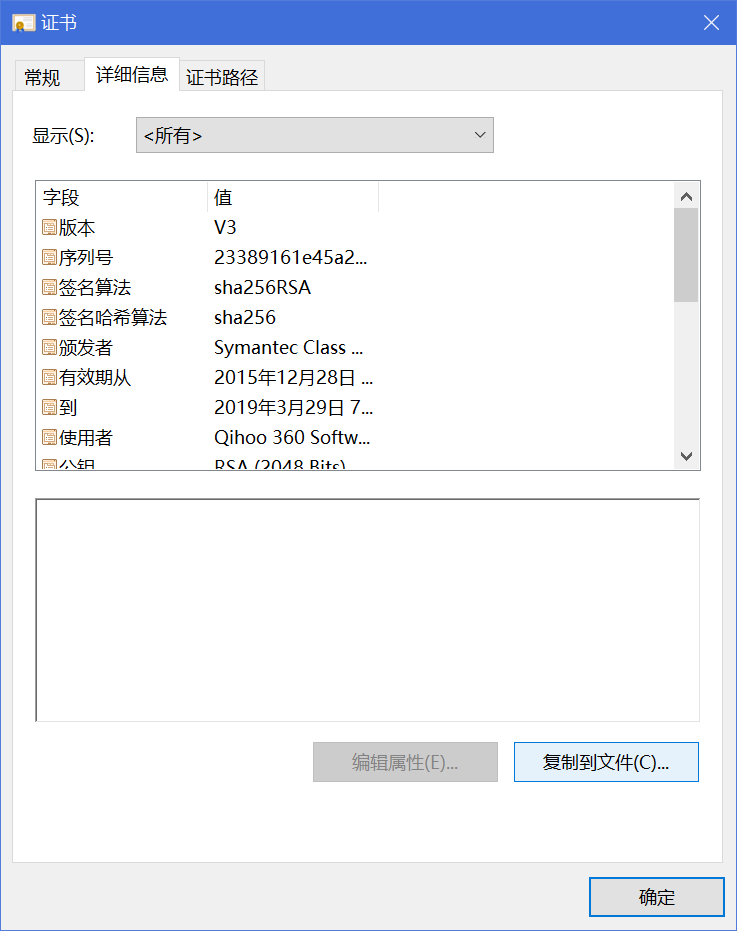 证书
常规 详细信息 证书路径
显示(S): <所有>
字段 值
版本 V3
序列号 23389161e45a2...
签名算法 sha256RSA
签名哈希算法 sha256
颁发者 Symantec Class ...
有效期从 2015年12月28日 ...
到 2019年3月29日 7...
使用者 Qihoo 360 Softw...
公钥 RSA (2048 Bits)
编辑属性(E)... 复制到文件(C)...
确定